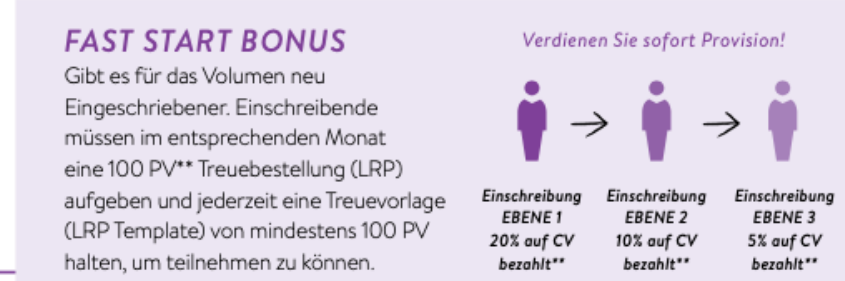 FAST START BONUS
Gibt es für das Volumen neu
Eingeschriebener. Einschreibende
müssen im entsprechenden Monat
eine 100 PV** Treuebestellung (LRP)
aufgeben und jederzeit eine Treuevorlage
(LRP Template) von mindestens 100 PV
halten, um teilnehmen zu können.
Verdienen Sie sofort Provision!
Einschreibung
EBENE 1
20% auf CV
bezahlt**
Einschreibung
EBENE 2
10% auf CV
bezahlt**
Einschreibung
EBENE 3
5% auf CV
bezahlt**